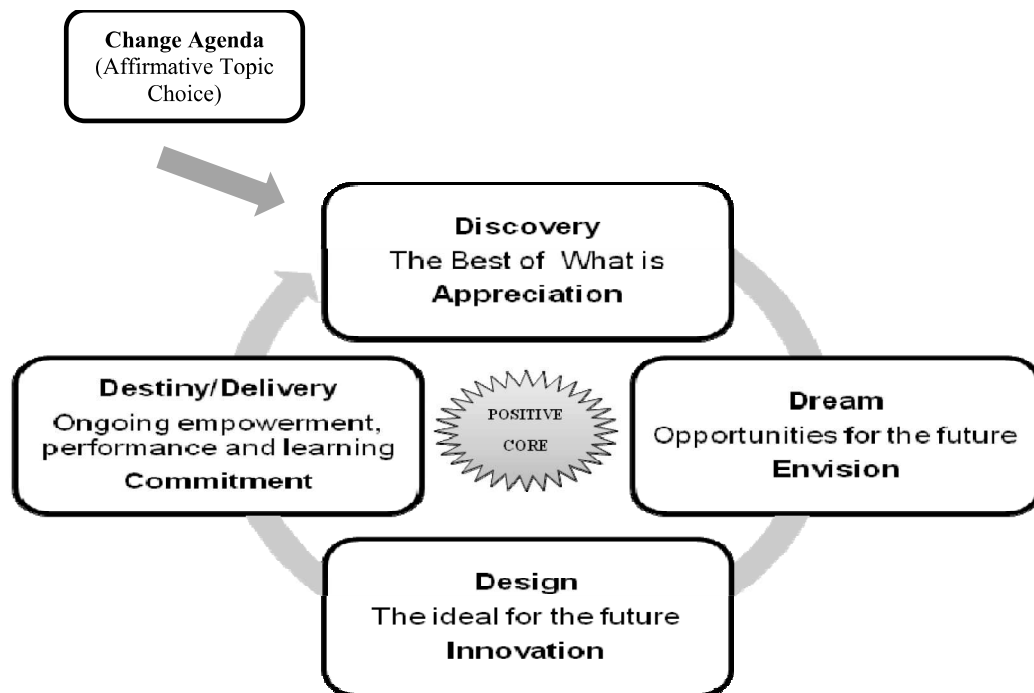 Change Agenda
(Affirmative Topic
Choice)
Discovery
The Best of What is
Appreciation
Destiny/Delivery
Ongoing empowerment,
performance and learning
Commitment
POSITIVE
CORE
Dream
Opportunities for the future
Envision
Design
The ideal for the future
Innovation